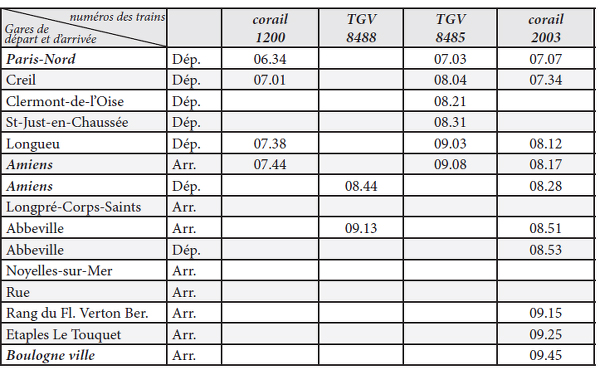 numéros des trains
Gares de
départ et d'arrivée
corail
1200
TGV
8488
TGV
8485
corail
2003
Paris-Nord Dép. 06.34 07.03 07.07
Creil Dép. 07.01 08.04 07.34
Clermont-de-l'Oise Dép. 08.21
St-Just-en-Chaussée Dép. 08.31
Longueu Dép. 07.38 09.03 08.12
Amiens Arr. 07.44 09.08 08.17
Amiens Dép. 08.44 08.28
Longpré-Corps-Saints Arr.
Abbeville Arr. 09.13 08.51
Abbeville Dép. 08.53
Noyelles-sur-Mer Arr.
Rue Arr.
Rang du Fl. Verton Ber. Arr. 09.15
Etaples Le Touquet Arr. 09.25
Boulogne ville Arr. 09.45